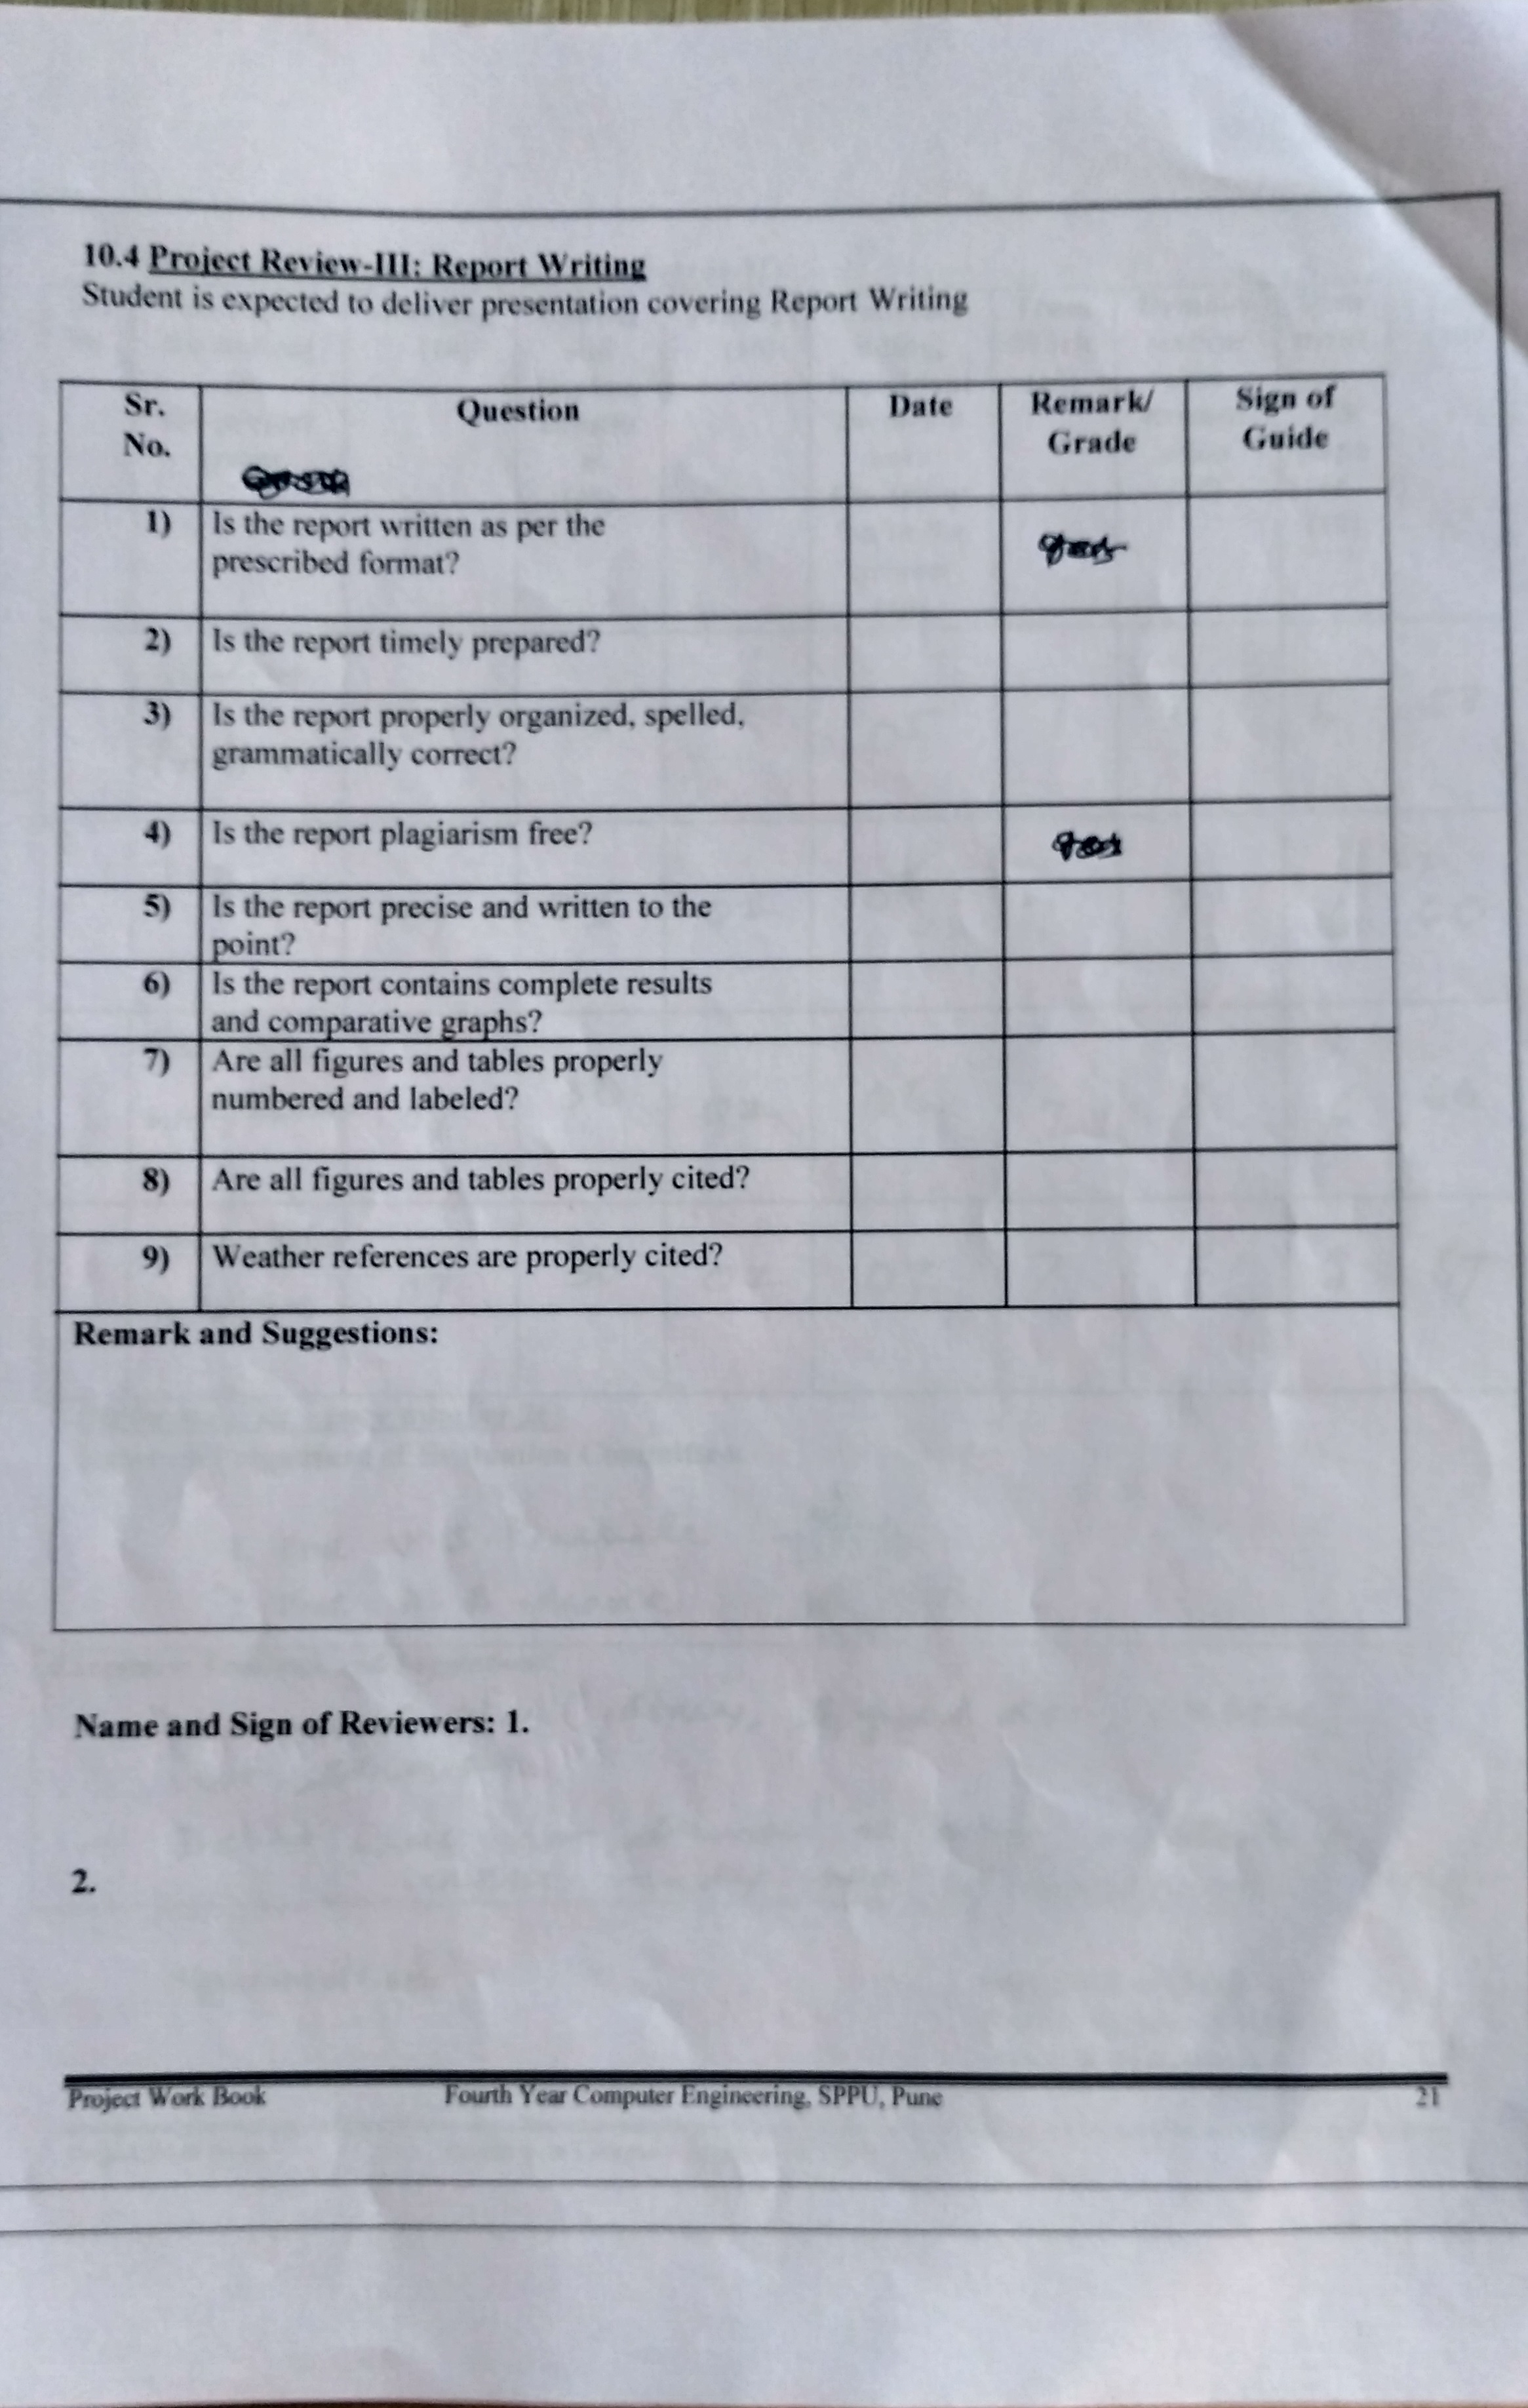 10.4 Project Review-III: Report Writing
Student is expected to deliver presentation covering Report Writing
Sr. No. Question Date Remark/ Grade Sign of Guide
1) Is the report written as per the
prescribed format?
2) Is the report timely prepared?
3) Is the report properly organized, spelled,
grammatically correct?
4) Is the report plagiarism free?
5) Is the report precise and written to the
point?
6) Is the report contains complete results
and comparative graphs?
7) Are all figures and tables properly
numbered and labeled?
8) Are all figures and tables properly cited?
9) Weather references are properly cited?
Remark and Suggestions:
Name and Sign of Reviewers: 1.
2.
Project Work Book Fourth Year Computer Engineering, SPPU, Pune 21